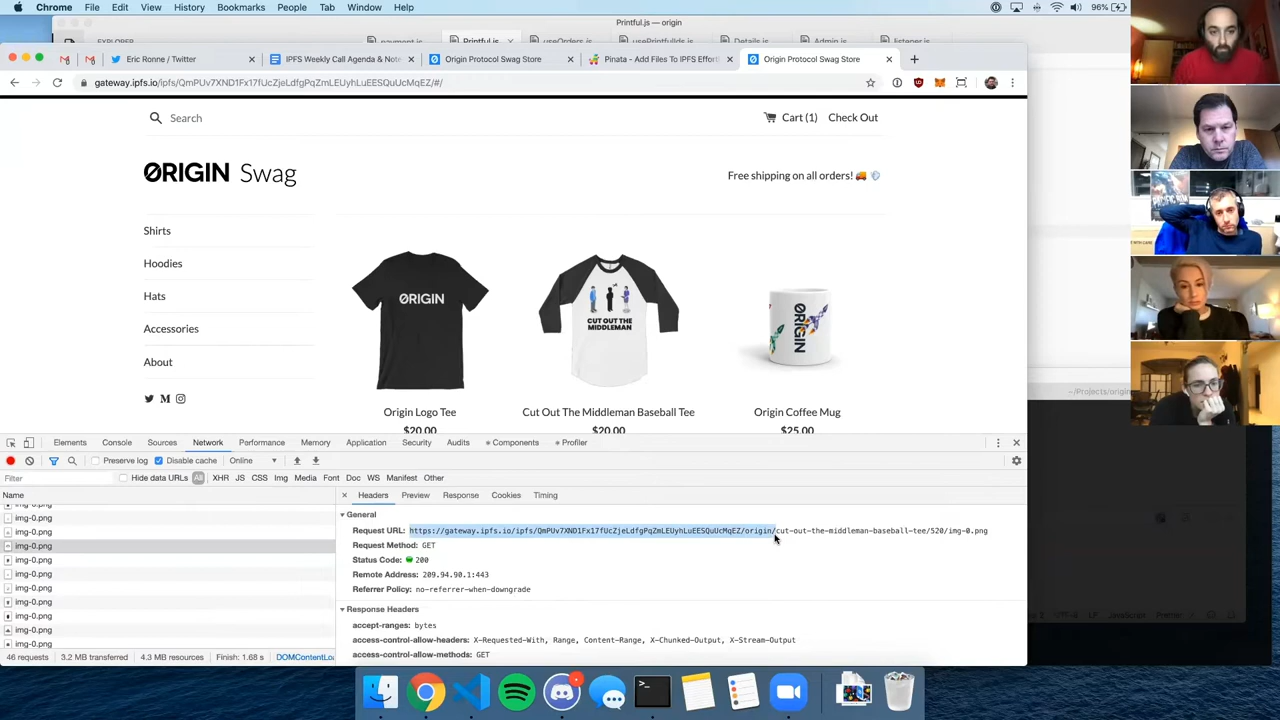 Chrome File Edit View History Bookmarks People Tab Window Help 96%
Printful.js — origin
EXPLORER
Eric Ronne / Twitter
IPFS Weekly Call Agenda & Note
Origin Protocol Swag Store
Pinata - Add Files To IPFS Effort
Origin Protocol Swag Store
gateway.ipfs.io/ipfs/QmPUv7XND1Fx17fUcZjeLdfgPqZmLEUyhLuEESQuUcMqEZ/#/
Search
Cart (1) Check Out
ORIGIN Swag
Free shipping on all orders!
Shirts
Hoodies
Hats
Accessories
About
ORIGIN
CUT OUT THE
MIDDLEMAN
ORIGIN
Origin Logo Tee
Cut Out The Middleman Baseball Tee
Origin Coffee Mug
$20.00
$20.00
$25.00
~/Projects/origin
Elements Console Sources Network Performance Memory Application Security Audits Components Profiler
Preserve log Disable cache Online
Filter Hide data URLs All XHR JS CSS Img Media Font Doc WS Manifest Other
Name
Headers Preview Response Cookies Timing
img-0.png
img-0.png
img-0.png
img-0.png
img-0.png
img-0.png
img-0.png
img-0.png
img-0.png
img-0.png
img-0.png
General
Request URL: https://gateway.ipfs.io/ipfs/QmPUv7XND1Fx17fUcZjeLdfgPqZmLEUyhLuEESQuUcMqEZ/origin/cut-out-the-middleman-baseball-tee/520/img-0.png
Request Method: GET
Status Code: 200
Remote Address: 209.94.90.1:443
Referrer Policy: no-referrer-when-downgrade
Response Headers
accept-ranges: bytes
access-control-allow-headers: X-Requested-With, Range, Content-Range, X-Chunked-Output, X-Stream-Output
access-control-allow-methods: GET
46 requests 3.2 MB transferred 4.3 MB resources Finish: 1.68 s DOMContentLo